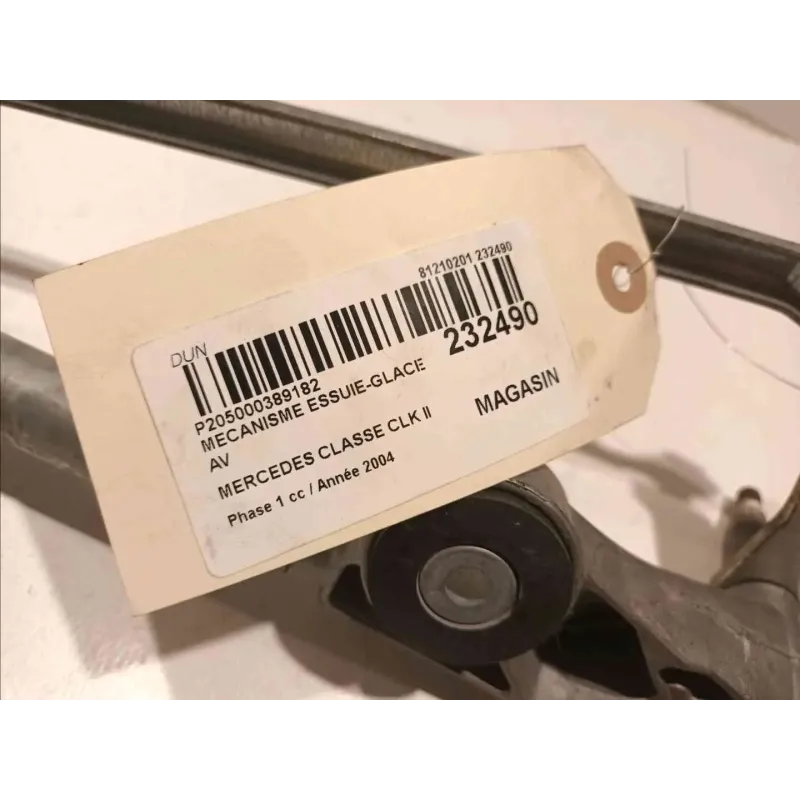 81210201 232490
DUN
232490
P205000389182
MECANISME ESSUIE-GLACE
AV
MAGASIN
MERCEDES CLASSE CLK II
Phase 1 cc / Année 2004